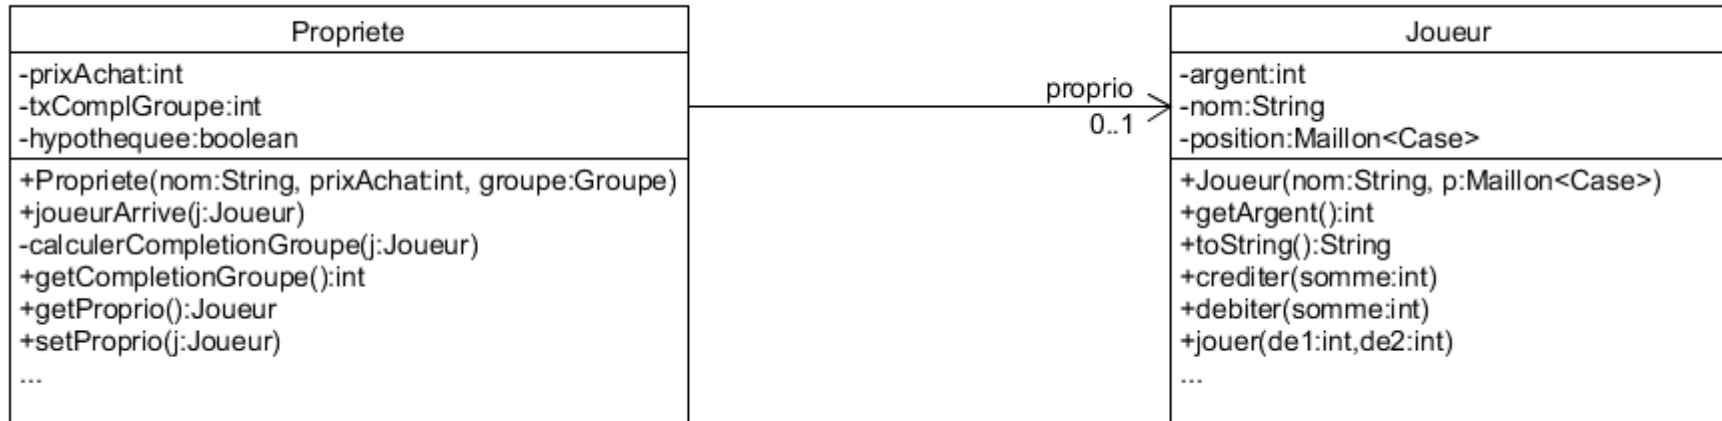 Propriete
-prixAchat:int
-txComplGroupe:int
-hypothequee:boolean
+Propriete(nom:String, prixAchat:int, groupe:Groupe)
+joueurArrive(j:Joueur)
-calculerCompletionGroupe(j:Joueur)
+getCompletionGroupe():int
+getProprio():Joueur
+setProprio(j:Joueur)
...
proprio
0..1
Joueur
-argent:int
-nom:String
-position:Maillon<Case>
+Joueur(nom:String, p:Maillon<Case>)
+getArgent():int
+toString():String
+crediter(somme:int)
+debiter(somme:int)
+jouer(de1:int,de2:int)
...